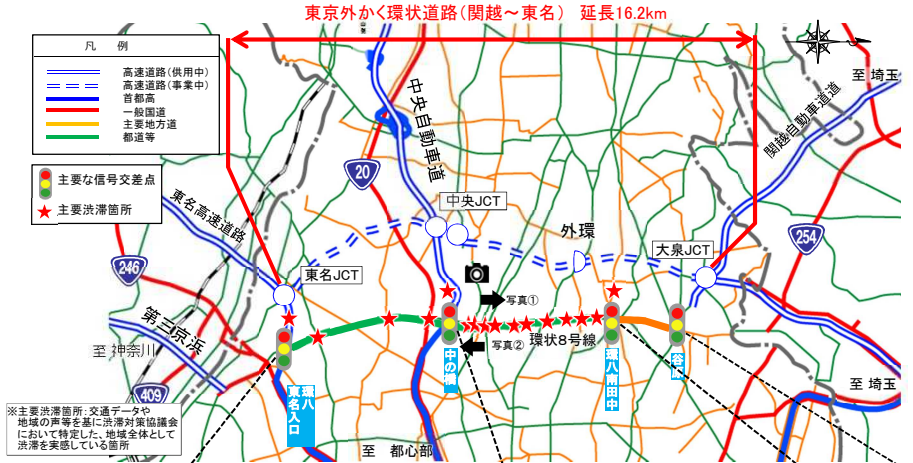 東京外かく環状道路(関越～東名) 延長16.2km
凡 例
高速道路(供用中)
高速道路(事業中)
首都高
一般国道
主要地方道
都道等
主要な信号交差点
主要渋滞箇所
至 埼玉
関越自動車道
中央自動車道
20
東名高速道路
中央JCT
外環
大泉JCT
254
246
東名JCT
写真①
第三京浜
至 神奈川
写真②
環状8号線
409
環八
東名入口
中の橋
環八南田中
谷原
至 埼玉
至 都心部
※主要渋滞箇所:交通データや
地域の声等を基に渋滞対策協議会
において特定した、地域全体として
渋滞を実感している箇所